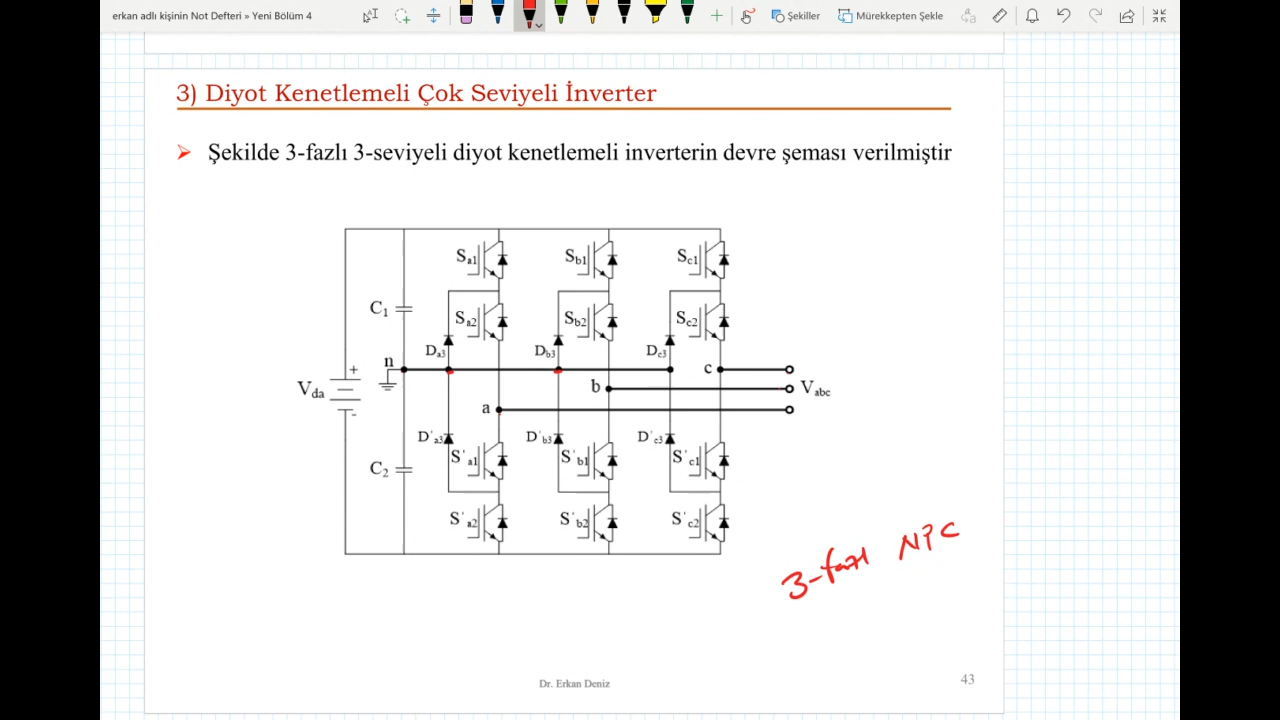 erkan adlı kişinin Not Defteri » Yeni Bölüm 4
Şekiller
Mürekkepten Şekle
3) Diyot Kenetlemeli Çok Seviyeli İnverter
Şekilde 3-fazlı 3-seviyeli diyot kenetlemeli inverterin devre şeması verilmiştir
Sa1 Sb1 Sc1
C1 Sa2 Sb2 Sc2
Da3 Db3 Dc3
n + c
Vda - b Vabc
a
D'a3 D'b3 D'c3
S'a1 S'b1 S'c1
C2
S'a2 S'b2 S'c2
3-fazlı NPC
Dr. Erkan Deniz
43